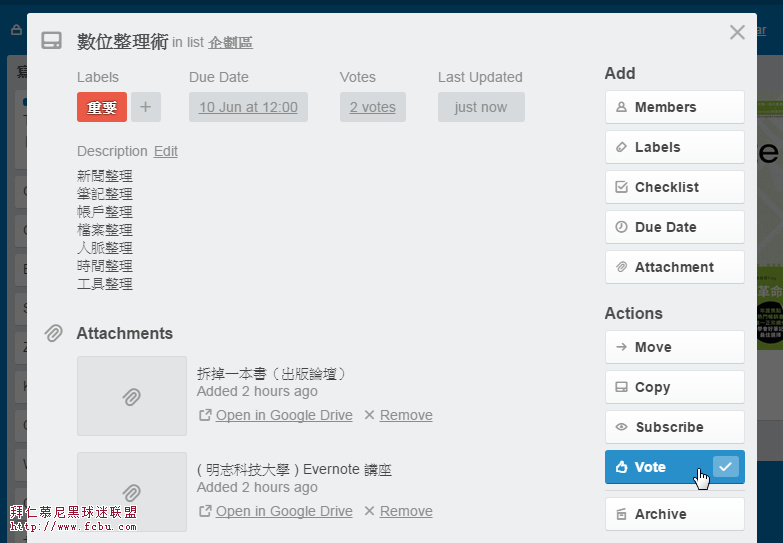 數位整理術 in list 企劃區
Labels
Due Date
Votes
Last Updated
重要
+
10 Jun at 12:00
2 votes
just now
Description Edit
新聞整理
筆記整理
帳戶整理
檔案整理
人脈整理
時間整理
工具整理
Attachments
拆掉一本書（出版論壇）
Added 2 hours ago
Open in Google Drive
Remove
( 明志科技大學 ) Evernote 講座
Added 2 hours ago
Open in Google Drive
Remove
Add
Members
Labels
Checklist
Due Date
Attachment
Actions
Move
Copy
Subscribe
Vote
Archive
革命
拜仁慕尼黑球迷联盟
http://www.fcbu.com